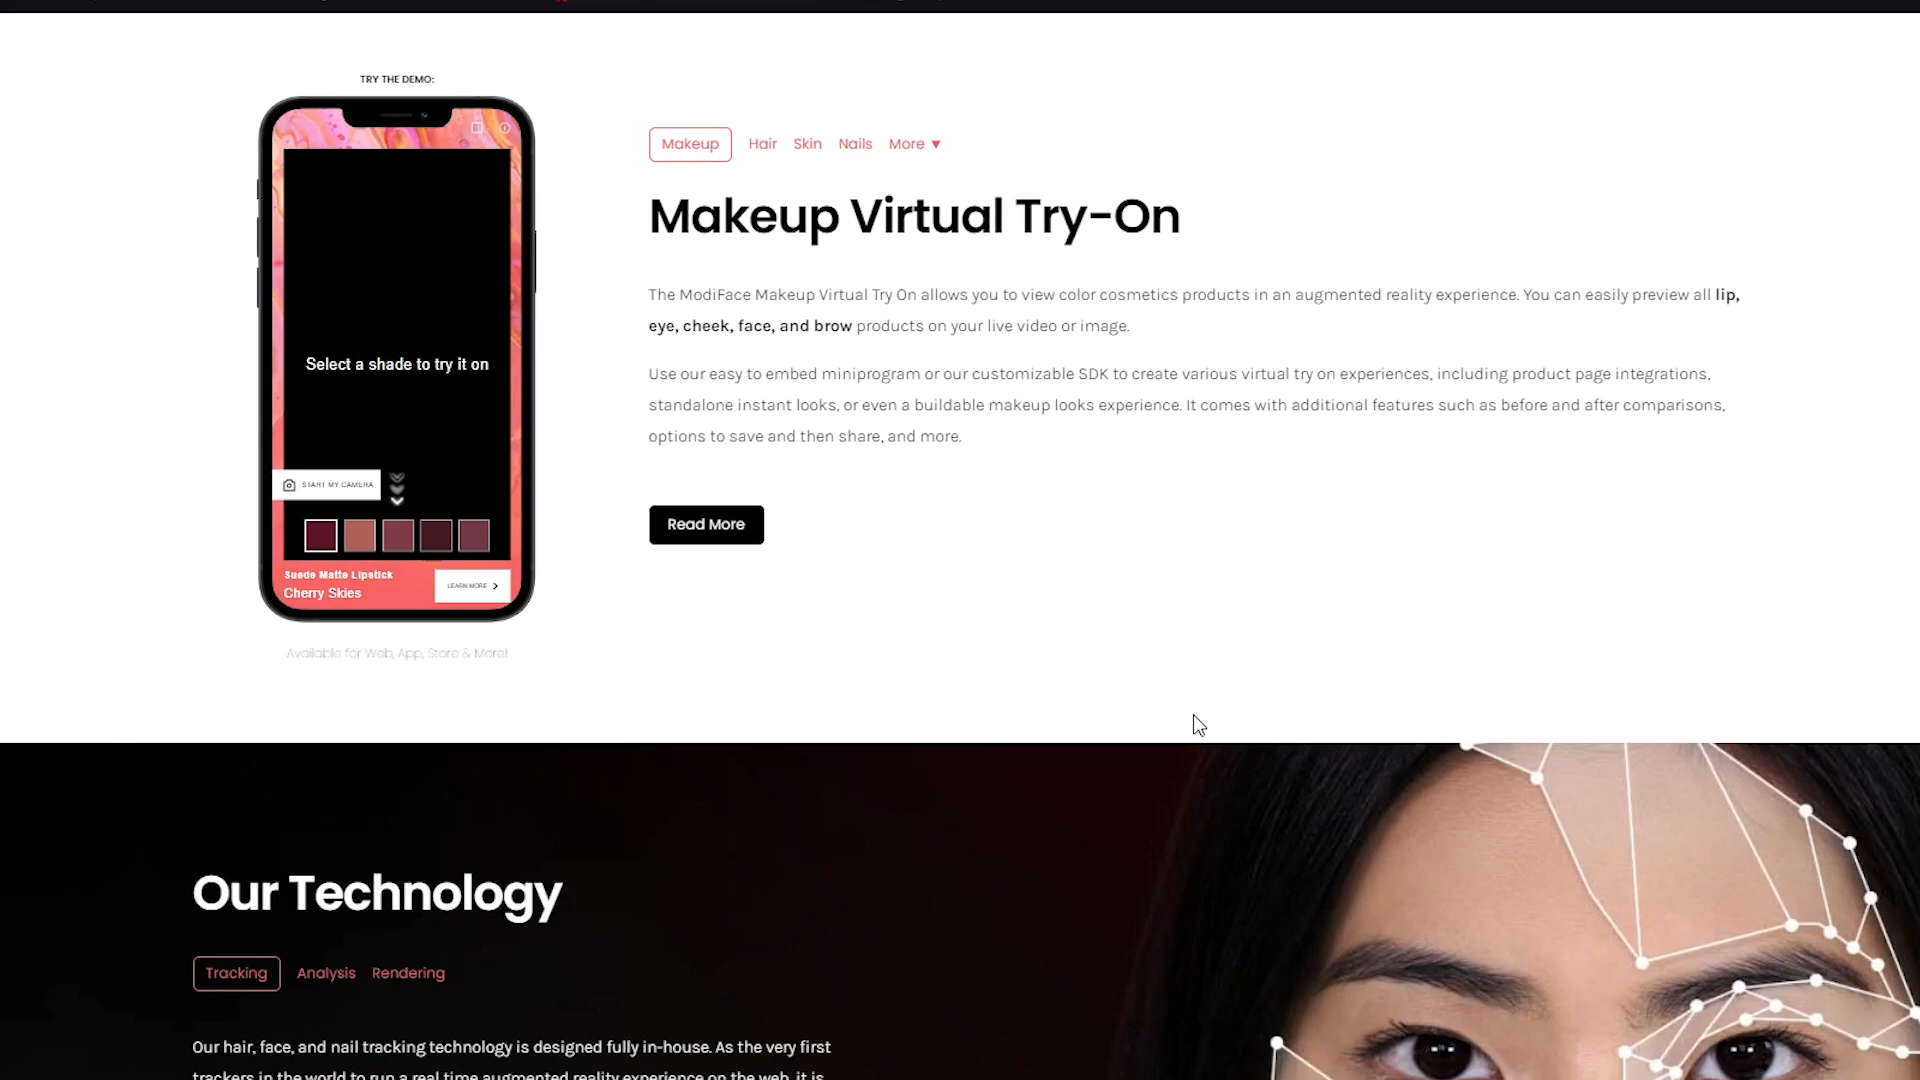 TRY THE DEMO:
Select a shade to try it on
START MY CAMERA
Suede Matte Lipstick
Cherry Skies
LEARN MORE
Available for Web, App, Store & More!
Makeup Hair Skin Nails More ▼
Makeup Virtual Try-On
The ModiFace Makeup Virtual Try On allows you to view color cosmetics products in an augmented reality experience. You can easily preview all lip,
eye, cheek, face, and brow products on your live video or image.
Use our easy to embed miniprogram or our customizable SDK to create various virtual try on experiences, including product page integrations,
standalone instant looks, or even a buildable makeup looks experience. It comes with additional features such as before and after comparisons,
options to save and then share, and more.
Read More
Our Technology
Tracking Analysis Rendering
Our hair, face, and nail tracking technology is designed fully in-house. As the very first
trackers in the world to run a real time augmented reality experience on the web, it is